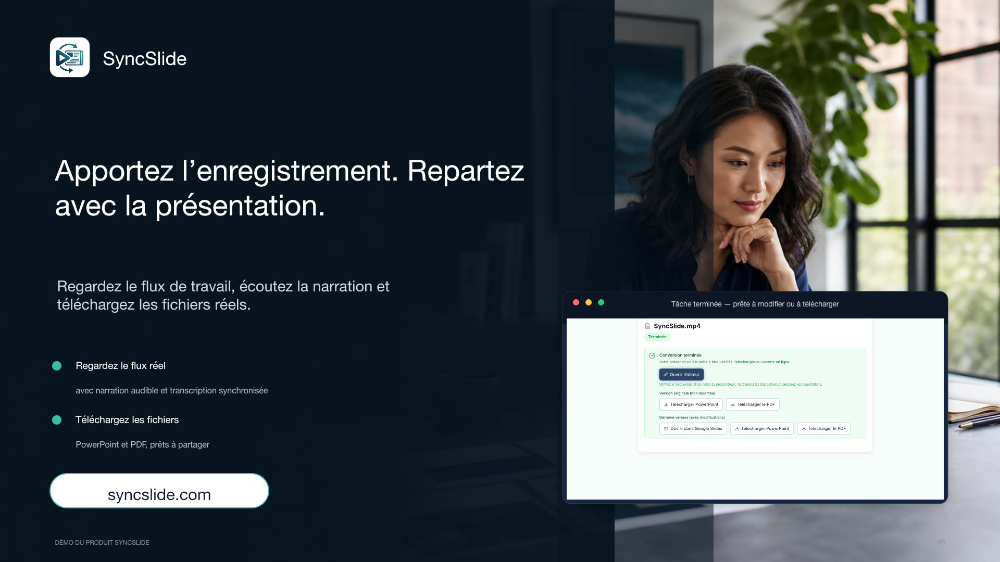 SyncSlide
Apportez l’enregistrement. Repartez
avec la présentation.
Regardez le flux de travail, écoutez la narration et
téléchargez les fichiers réels.
Regardez le flux réel
avec narration audible et transcription synchronisée
Téléchargez les fichiers
PowerPoint et PDF, prêts à partager
syncslide.com
Tâche terminée — prête à modifier ou à télécharger
SyncSlide.mp4
Terminée
Conversion terminée
Votre présentation est prête à être vérifiée, téléchargée ou ouverte en ligne.
Ouvrir l’éditeur
Vérifiez le texte extrait et les notes du présentateur, réorganisez les diapositives et préparez vos exportations.
Version originale (non modifiée)
Télécharger PowerPoint Télécharger le PDF
Dernière version (avec modifications)
Ouvrir dans Google Slides Télécharger PowerPoint Télécharger le PDF
DÉMO DU PRODUIT SYNCSLIDE
08